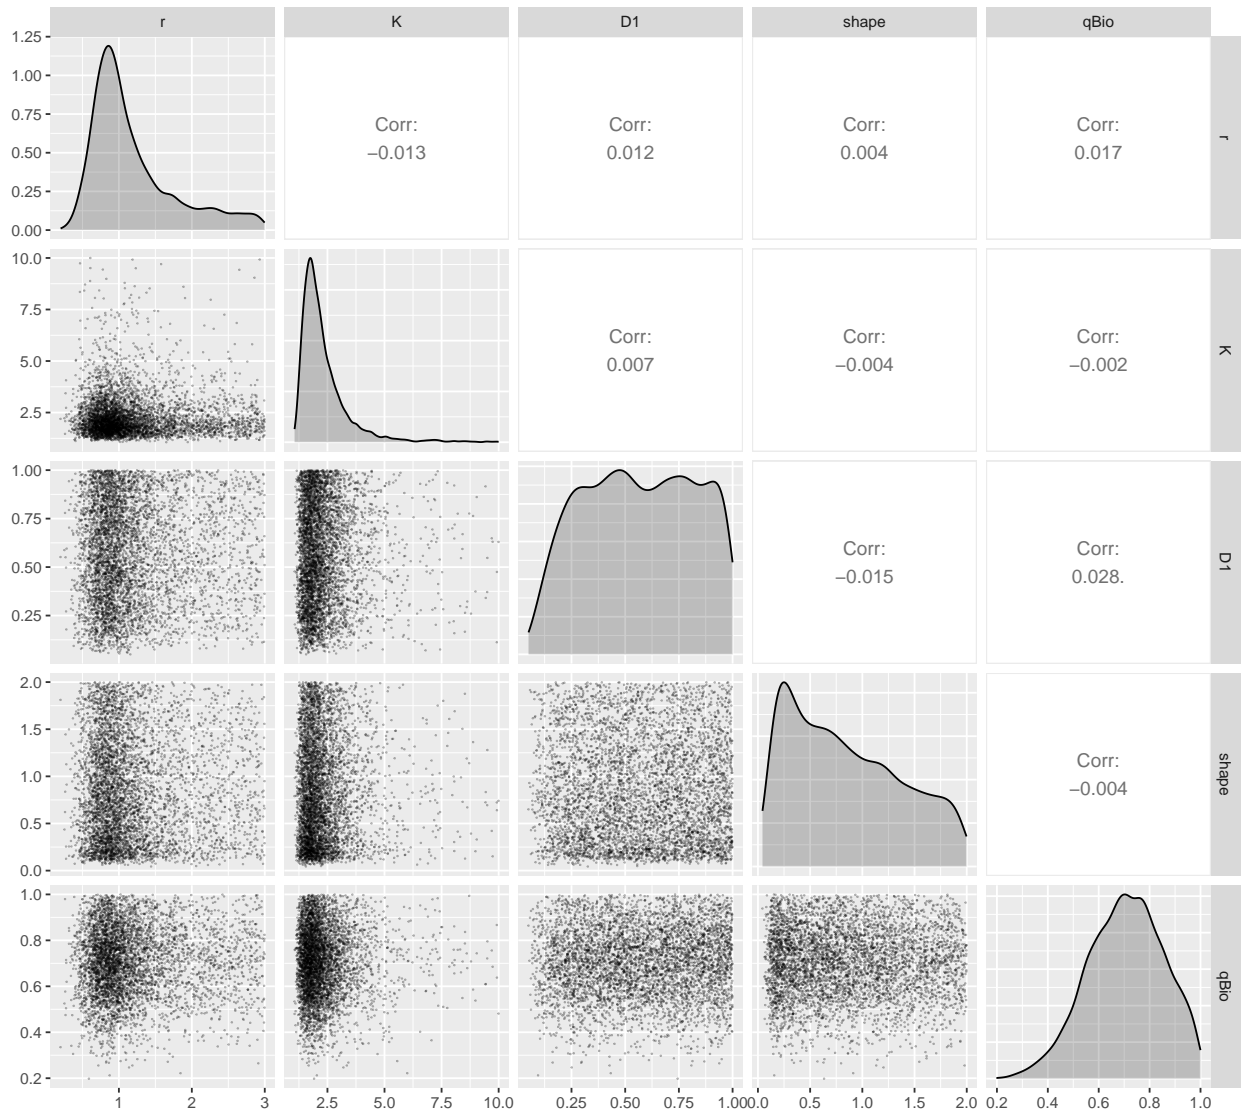 r K D1 shape qBio
1.25
1.00
0.75
0.50
0.25
0.00
Corr:
−0.013
Corr:
0.012
Corr:
0.004
Corr:
0.017
r
10.0
7.5
5.0
2.5
Corr:
0.007
Corr:
−0.004
Corr:
−0.002
K
1.00
0.75
0.50
0.25
Corr:
−0.015
Corr:
0.028.
D1
2.0
1.5
1.0
0.5
0.0
Corr:
−0.004
shape
1.0
0.8
0.6
0.4
0.2
qBio
1 2 3 2.5 5.0 7.5 10.0 0.25 0.50 0.75 1.00 0.0 0.5 1.0 1.5 2.0 0.2 0.4 0.6 0.8 1.0